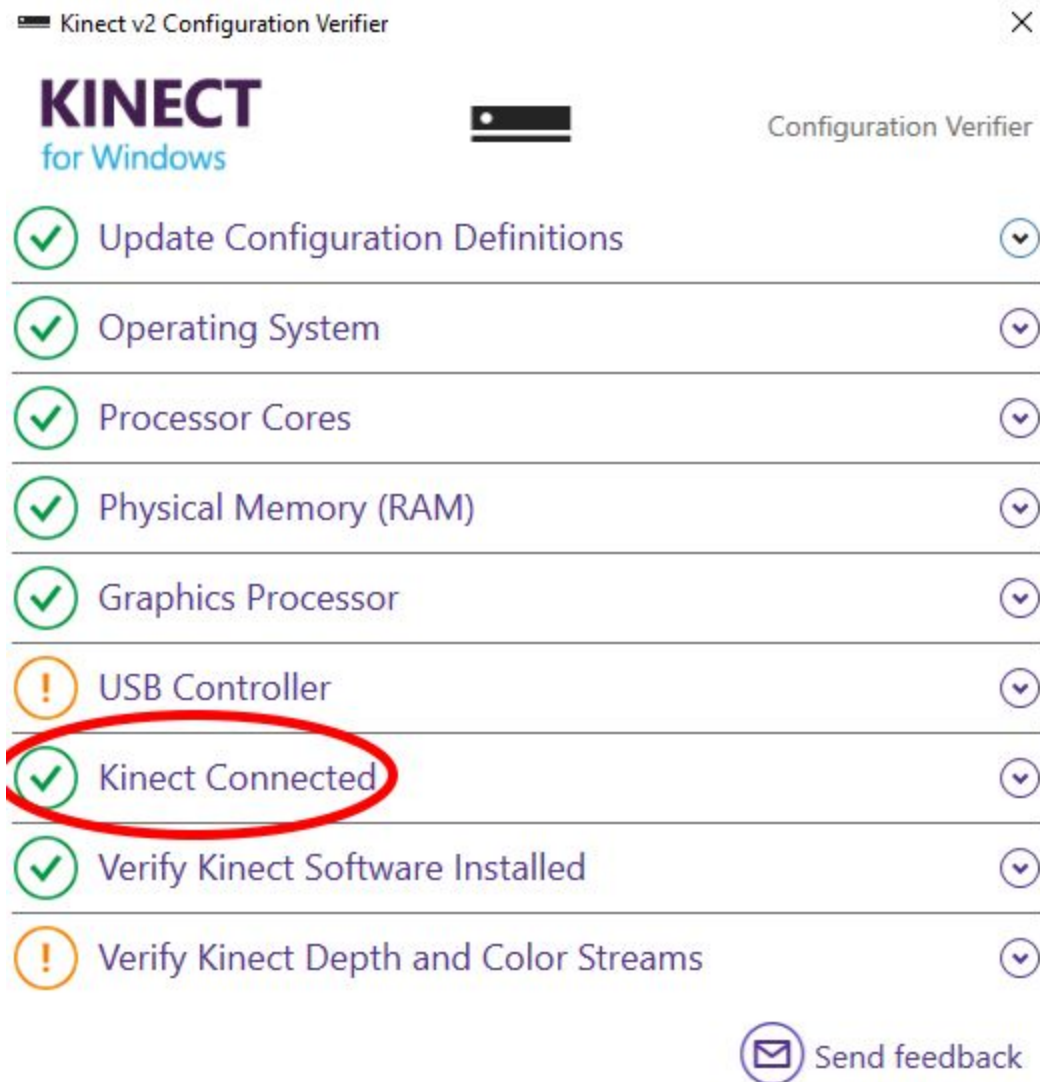 Kinect v2 Configuration Verifier
KINECT
for Windows
Configuration Verifier
Update Configuration Definitions
Operating System
Processor Cores
Physical Memory (RAM)
Graphics Processor
USB Controller
Kinect Connected
Verify Kinect Software Installed
Verify Kinect Depth and Color Streams
Send feedback